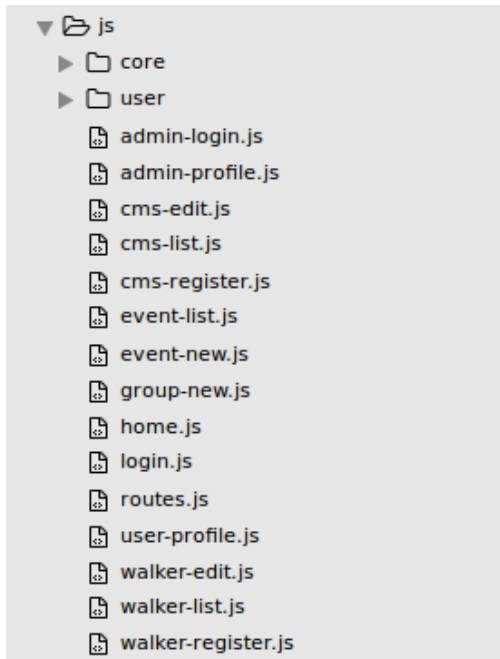 js
core
user
admin-login.js
admin-profile.js
cms-edit.js
cms-list.js
cms-register.js
event-list.js
event-new.js
group-new.js
home.js
login.js
routes.js
user-profile.js
walker-edit.js
walker-list.js
walker-register.js